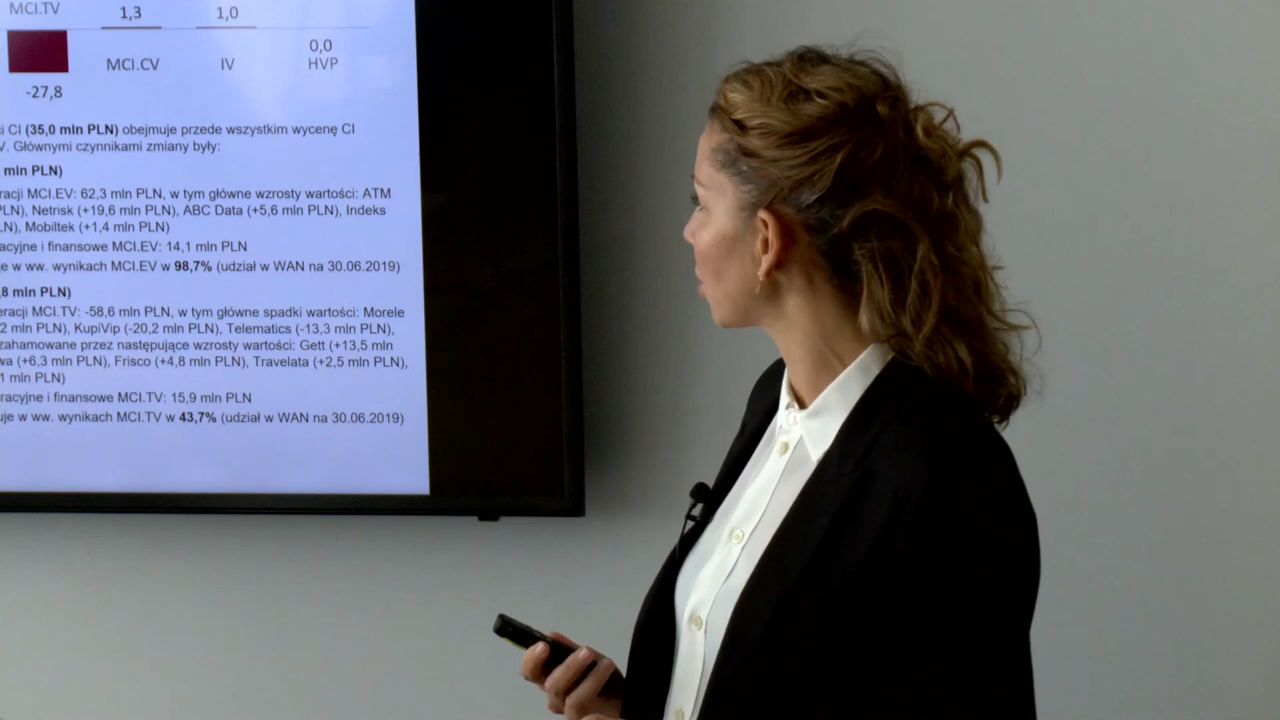 MCI.TV
1,3
1,0
0,0
MCI.CV
IV
HVP
-27,8
CI (35,0 mln PLN) obejmuje przede wszystkim wycenę CI
. Głównymi czynnikami zmiany były:
mln PLN)
racji MCI.EV: 62,3 mln PLN, w tym główne wzrosty wartości: ATM
PLN), Netrisk (+19,6 mln PLN), ABC Data (+5,6 mln PLN), Indeks
LN), Mobiltek (+1,4 mln PLN)
acyjne i finansowe MCI.EV: 14,1 mln PLN
e w ww. wynikach MCI.EV w 98,7% (udział w WAN na 30.06.2019)
,8 mln PLN)
eracji MCI.TV: -58,6 mln PLN, w tym główne spadki wartości: Morele
2 mln PLN), KupiVip (-20,2 mln PLN), Telematics (-13,3 mln PLN),
zahamowane przez następujące wzrosty wartości: Gett (+13,5 mln
wa (+6,3 mln PLN), Frisco (+4,8 mln PLN), Travelata (+2,5 mln PLN),
1 mln PLN)
racyjne i finansowe MCI.TV: 15,9 mln PLN
uje w ww. wynikach MCI.TV w 43,7% (udział w WAN na 30.06.2019)